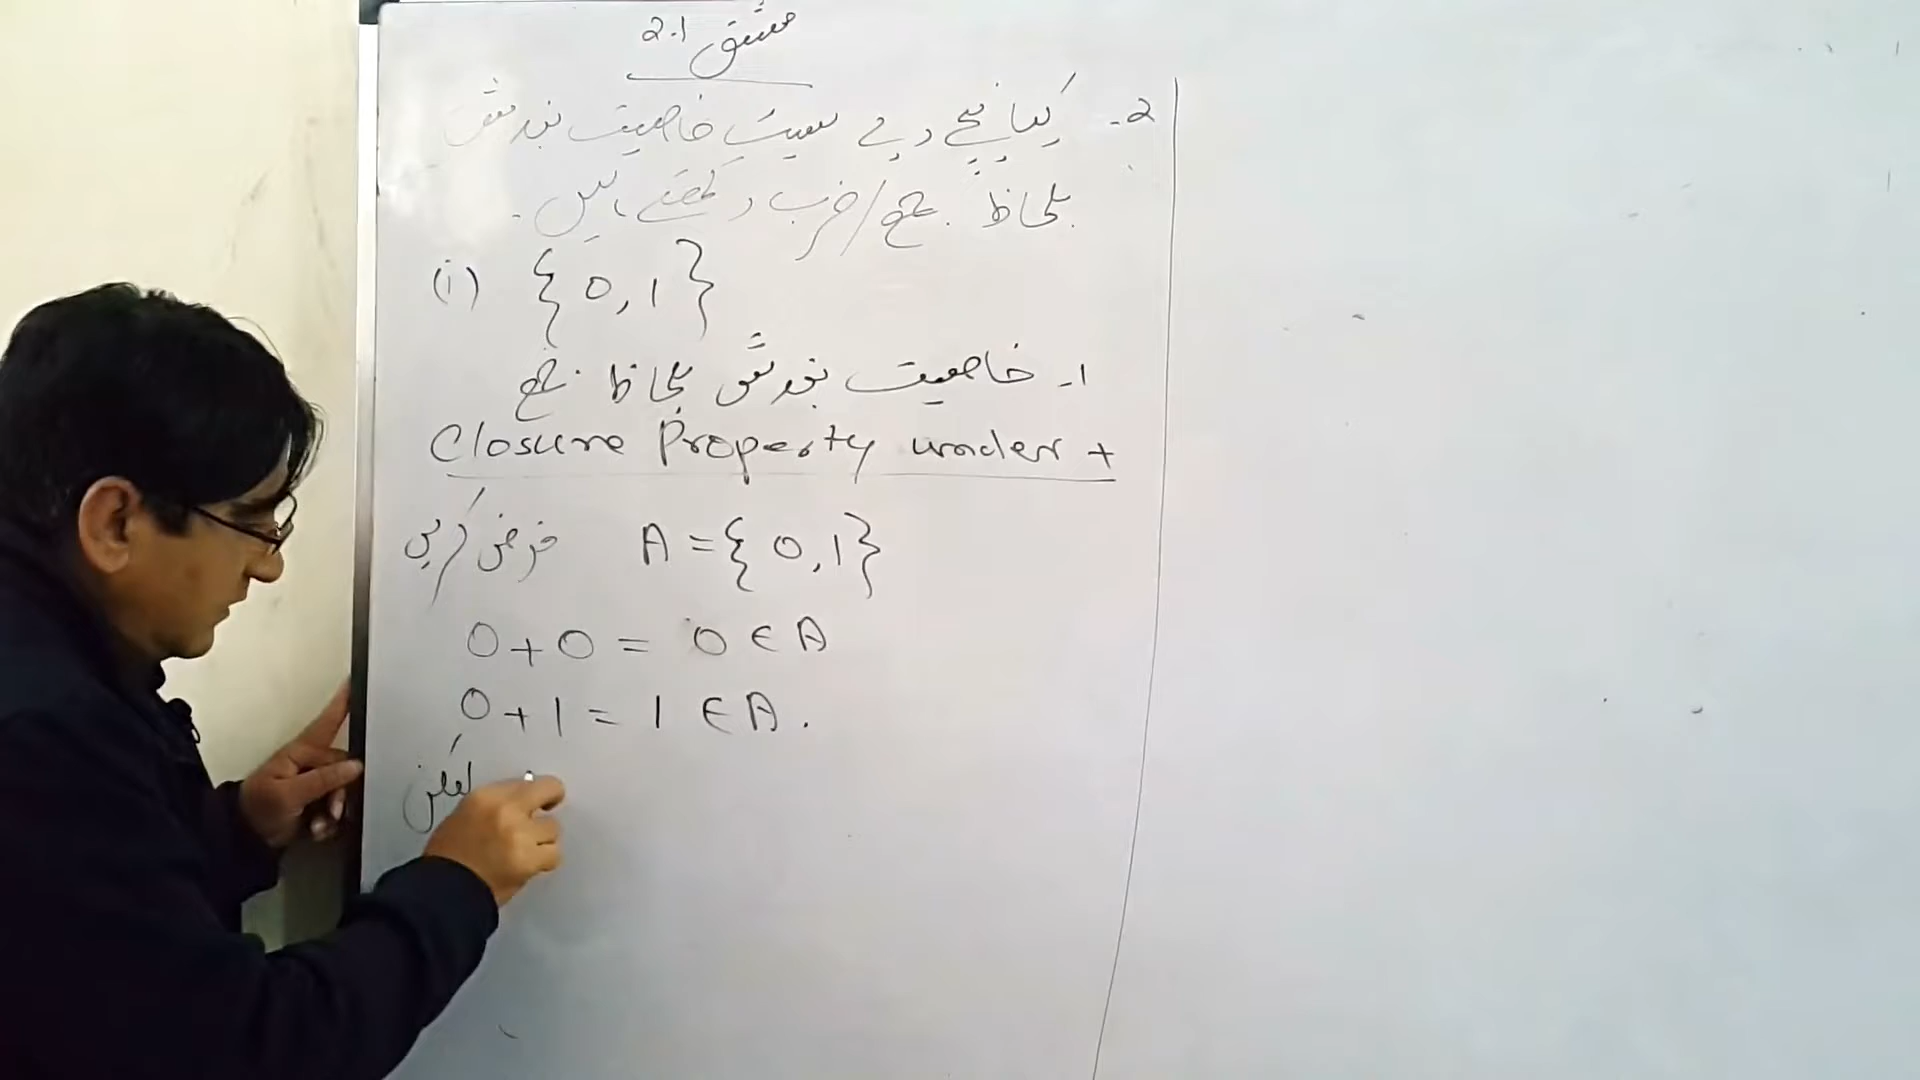 مشق 2.1
2- کیا نیچے دیے سیٹ خاصیت بندش
بلحاظ جمع/ضرب رکھتے ہیں۔
(i) {0,1}
1- خاصیت بندش بلحاظ جمع
Closure Property under +
فرض کریں A = {0,1}
0+0 = 0 ∈ A
0+1 = 1 ∈ A.
لیکن